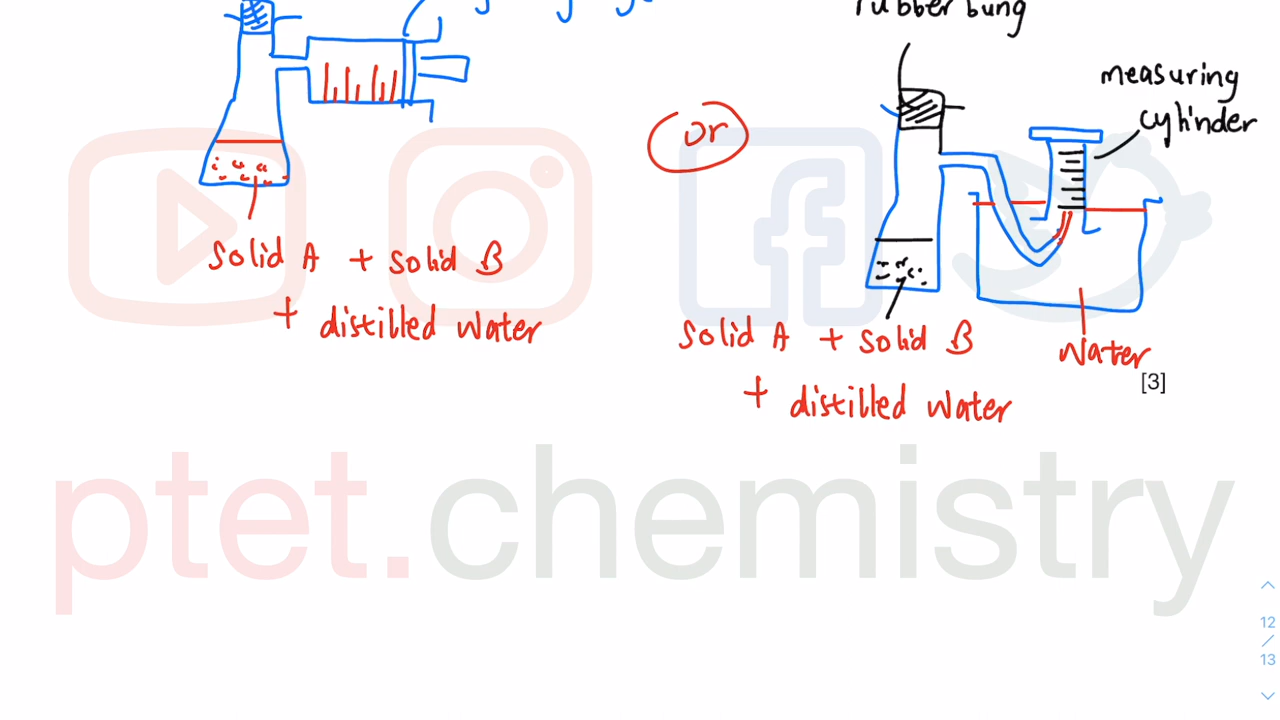 rubber bung
measuring
cylinder
or
Solid A + Solid B
+ distilled water
Solid A + Solid B
+ distilled water
Water
[3]
ptet.chemistry
12
/
13